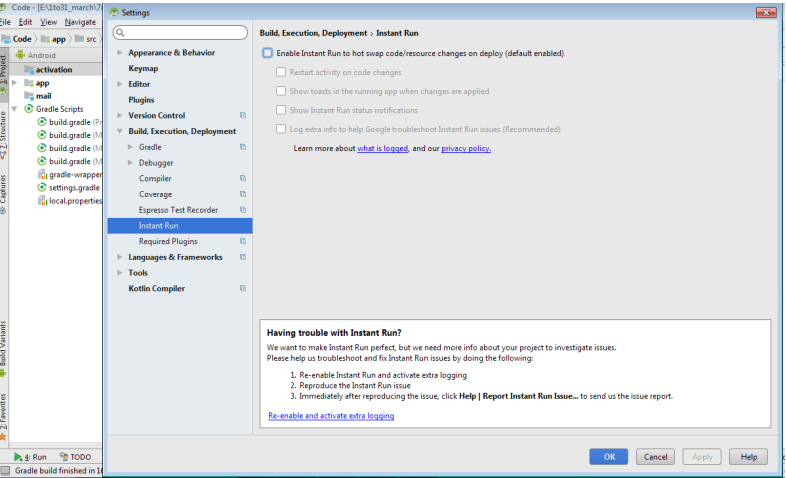 Code - [E:\1to31_march\7
Settings
File Edit View Navigate
Code app src
Android
activation
app
mail
Gradle Scripts
build.gradle (Pr
build.gradle (M
build.gradle (M
build.gradle (M
gradle-wrapper
settings.gradle
local.properties
1: Project
7: Structure
Captures
Build Variants
2: Favorites
4: Run TODO
Gradle build finished in 1
Appearance & Behavior
Keymap
Editor
Plugins
Version Control
Build, Execution, Deployment
Gradle
Debugger
Compiler
Coverage
Espresso Test Recorder
Instant Run
Required Plugins
Languages & Frameworks
Tools
Kotlin Compiler
Build, Execution, Deployment › Instant Run
Enable Instant Run to hot swap code/resource changes on deploy (default enabled)
Restart activity on code changes
Show toasts in the running app when changes are applied
Show Instant Run status notifications
Log extra info to help Google troubleshoot Instant Run issues (Recommended)
Learn more about what is logged, and our privacy policy.
Having trouble with Instant Run?
We want to make Instant Run perfect, but we need more info about your project to investigate issues.
Please help us troubleshoot and fix Instant Run issues by doing the following:
1. Re-enable Instant Run and activate extra logging
2. Reproduce the Instant Run issue
3. Immediately after reproducing the issue, click Help | Report Instant Run Issue... to send us the issue report.
Re-enable and activate extra logging
OK Cancel Apply Help